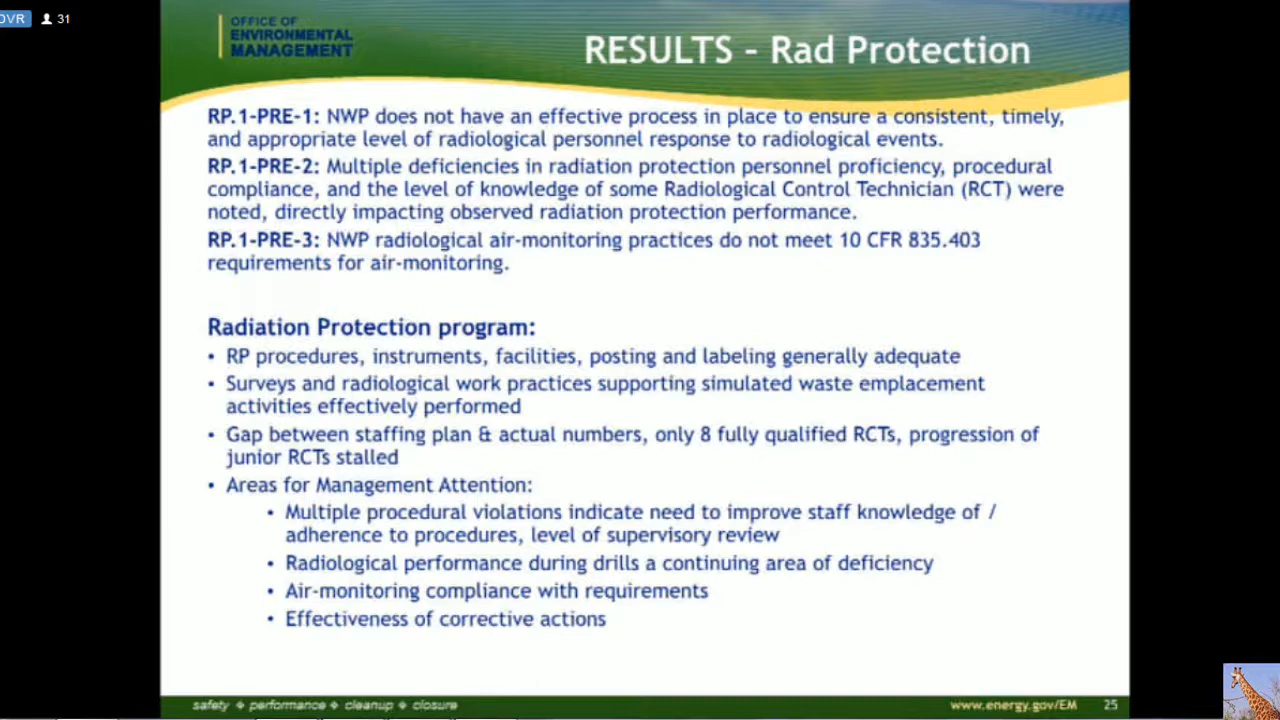 OVR 31
OFFICE OF
ENVIRONMENTAL
MANAGEMENT
RESULTS - Rad Protection
RP.1-PRE-1: NWP does not have an effective process in place to ensure a consistent, timely,
and appropriate level of radiological personnel response to radiological events.
RP.1-PRE-2: Multiple deficiencies in radiation protection personnel proficiency, procedural
compliance, and the level of knowledge of some Radiological Control Technician (RCT) were
noted, directly impacting observed radiation protection performance.
RP.1-PRE-3: NWP radiological air-monitoring practices do not meet 10 CFR 835.403
requirements for air-monitoring.
Radiation Protection program:
• RP procedures, instruments, facilities, posting and labeling generally adequate
• Surveys and radiological work practices supporting simulated waste emplacement
activities effectively performed
• Gap between staffing plan & actual numbers, only 8 fully qualified RCTs, progression of
junior RCTs stalled
• Areas for Management Attention:
• Multiple procedural violations indicate need to improve staff knowledge of /
adherence to procedures, level of supervisory review
• Radiological performance during drills a continuing area of deficiency
• Air-monitoring compliance with requirements
• Effectiveness of corrective actions
safety ❖ performance ❖ cleanup ❖ closure
www.energy.gov/EM 25